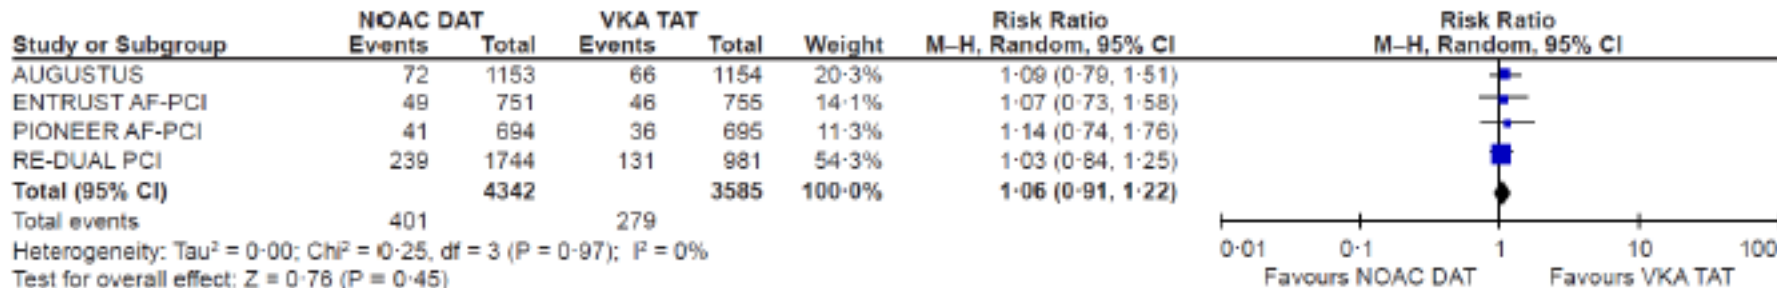 NOAC DAT VKA TAT Risk Ratio Risk Ratio
Study or Subgroup Events Total Events Total Weight M–H, Random, 95% CI M–H, Random, 95% CI
AUGUSTUS 72 1153 66 1154 20·3% 1·09 (0·79, 1·51)
ENTRUST AF-PCI 49 751 46 755 14·1% 1·07 (0·73, 1·58)
PIONEER AF-PCI 41 694 36 695 11·3% 1·14 (0·74, 1·76)
RE-DUAL PCI 239 1744 131 981 54·3% 1·03 (0·84, 1·25)
Total (95% CI) 4342 3585 100·0% 1·06 (0·91, 1·22)
Total events 401 279
Heterogeneity: Tau² = 0·00; Chi² = 0·25, df = 3 (P = 0·97); I² = 0%
Test for overall effect: Z = 0·76 (P = 0·45)
0·01 0·1 1 10 100
Favours NOAC DAT Favours VKA TAT